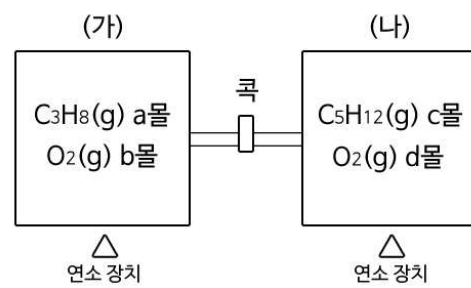 (가)
C3H8(g) a몰
O2(g) b몰
연소 장치
콕
(나)
C5H12(g) c몰
O2(g) d몰
연소 장치